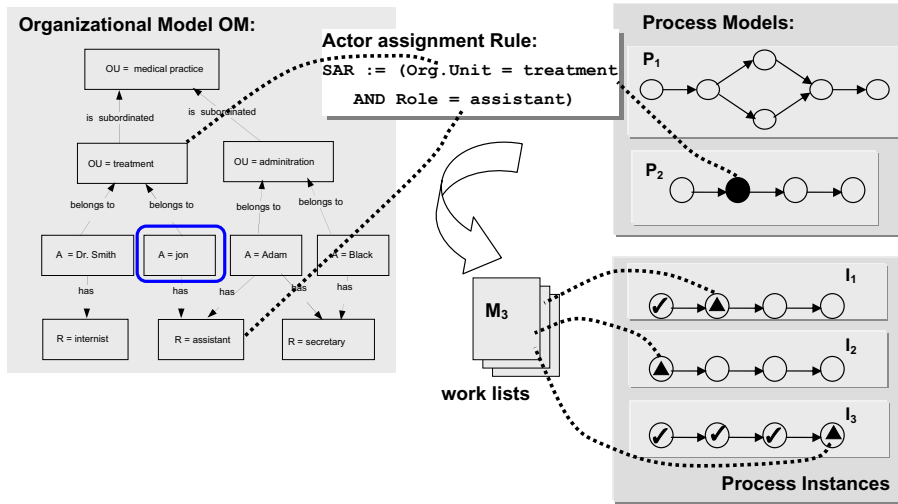 Organizational Model OM:
OU = medical practice
is subordinated
is subordinated
OU = treatment
OU = adminitration
belongs to
belongs to
belongs to
belongs to
A = Dr. Smith
A = jon
A = Adam
A = Black
has
has
has
has
R = internist
R = assistant
R = secretary
Actor assignment Rule:
SAR := (Org.Unit = treatment
AND Role = assistant)
M3
work lists
Process Models:
P1
P2
I1
I2
I3
Process Instances